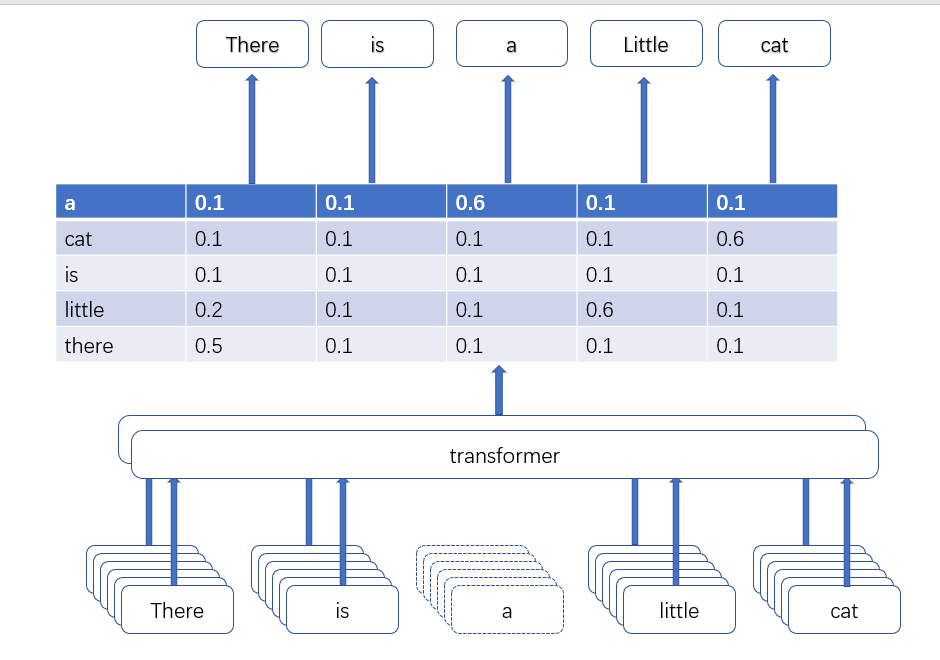 There is a Little cat
a 0.1 0.1 0.6 0.1 0.1
cat 0.1 0.1 0.1 0.1 0.6
is 0.1 0.1 0.1 0.1 0.1
little 0.2 0.1 0.1 0.6 0.1
there 0.5 0.1 0.1 0.1 0.1
transformer
There is a little cat